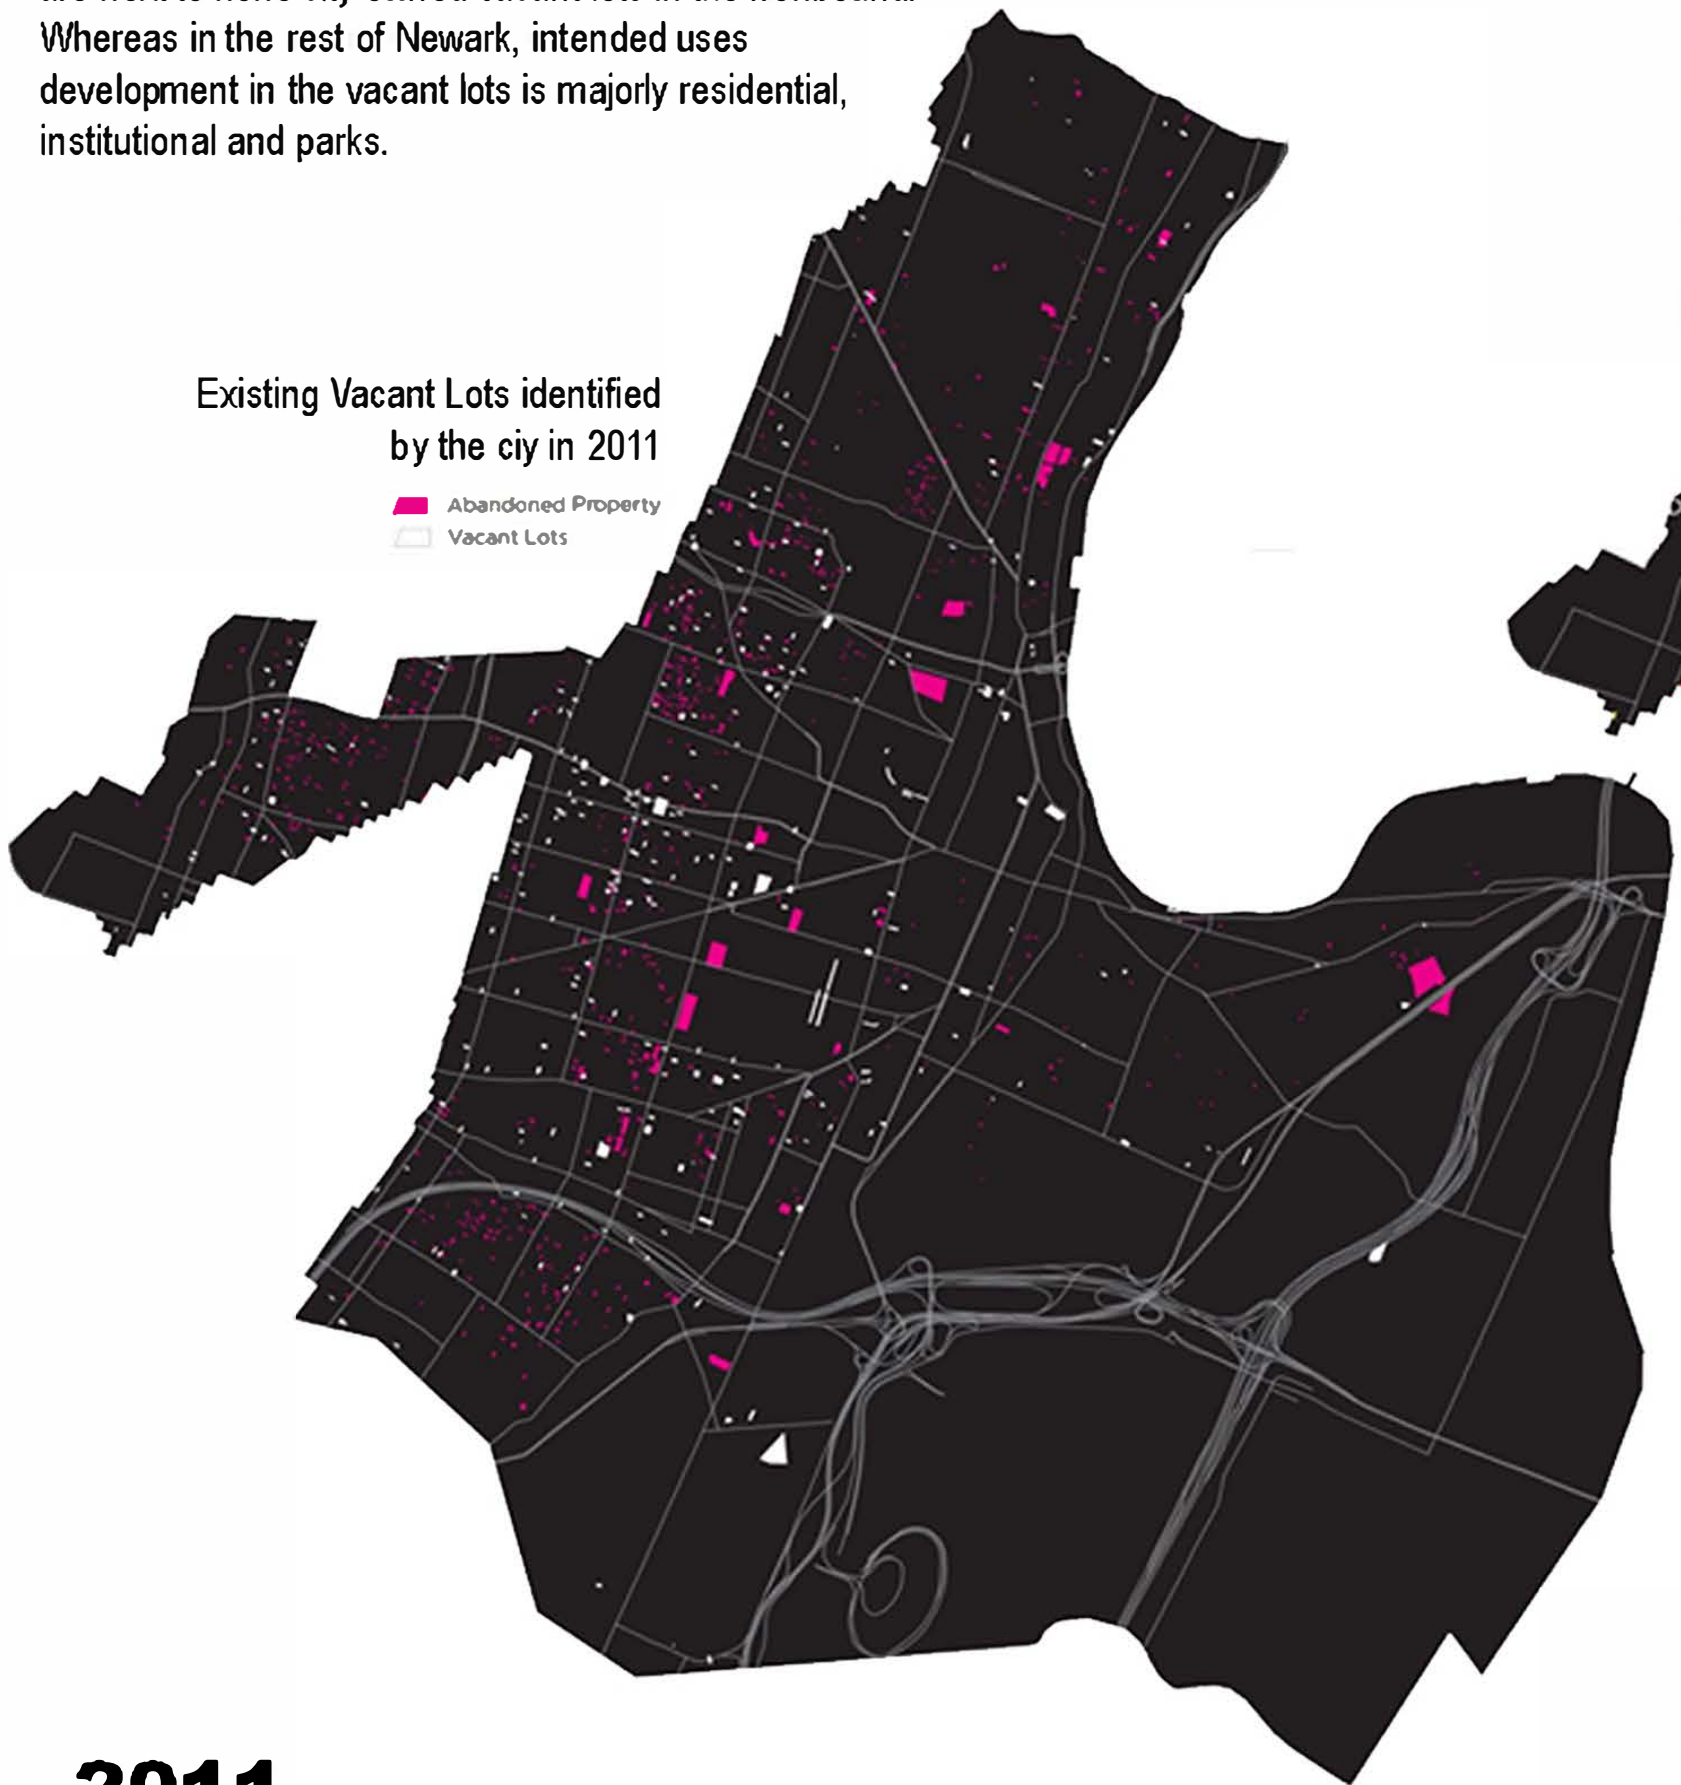 Whereas in the rest of Newark, intended uses
development in the vacant lots is majorly residential,
institutional and parks.
Existing Vacant Lots identified
by the ciy in 2011
Abandoned Property
Vacant Lots
2011